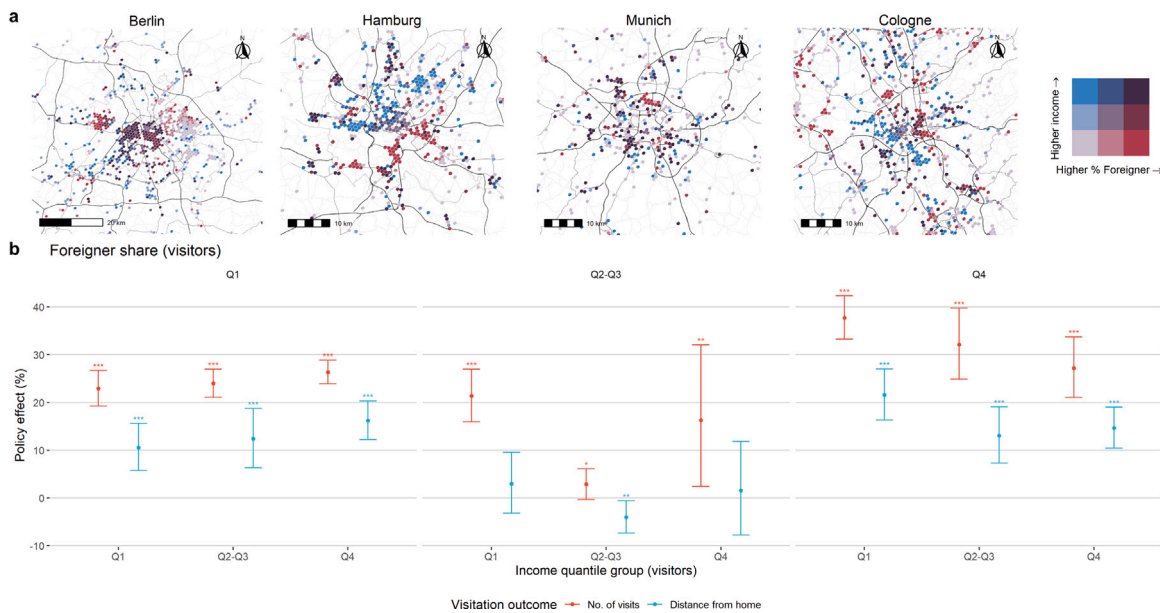 a
Berlin
Hamburg
Munich
Cologne
20 km
10 km
10 km
10 km
Higher income →
Higher % Foreigner →
b
Foreigner share (visitors)
Q1
Q2-Q3
Q4
Policy effect (%)
40
30
20
10
0
-10
***
***
***
***
***
***
***
*
**
**
***
***
***
***
***
***
Q1
Q2-Q3
Q4
Q1
Q2-Q3
Q4
Q1
Q2-Q3
Q4
Income quantile group (visitors)
Visitation outcome
No. of visits
Distance from home